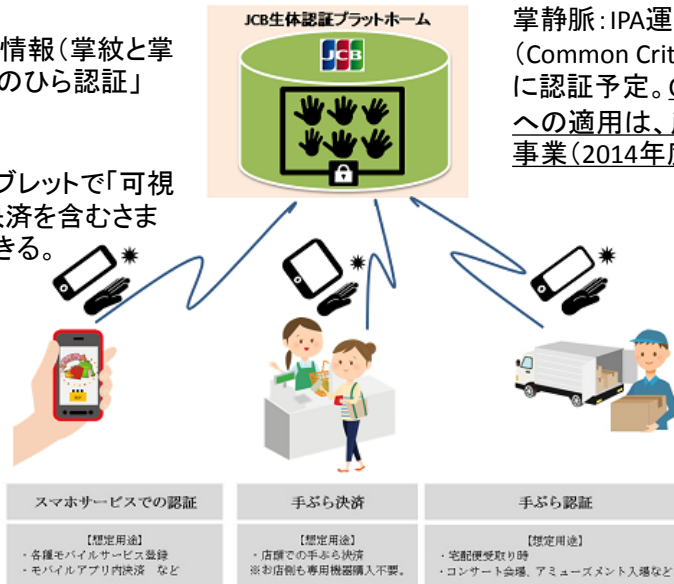 JCB生体認証プラットホーム
JCB
情報（掌紋と掌
のひら認証」
ブレットで「可視
決済を含むさま
きる。
掌静脈：IPA運
（Common Crit
に認証予定。
への適用は、
事業（2014年度
スマホサービスでの認証
【想定用途】
・各種モバイルサービス登録
・モバイルアプリ内決済　など
手ぶら決済
【想定用途】
・店頭での手ぶら決済
※お店側も専用機器購入不要。
手ぶら認証
【想定用途】
・宅配便受取り時
・コンサート会場、アミューズメント入場など